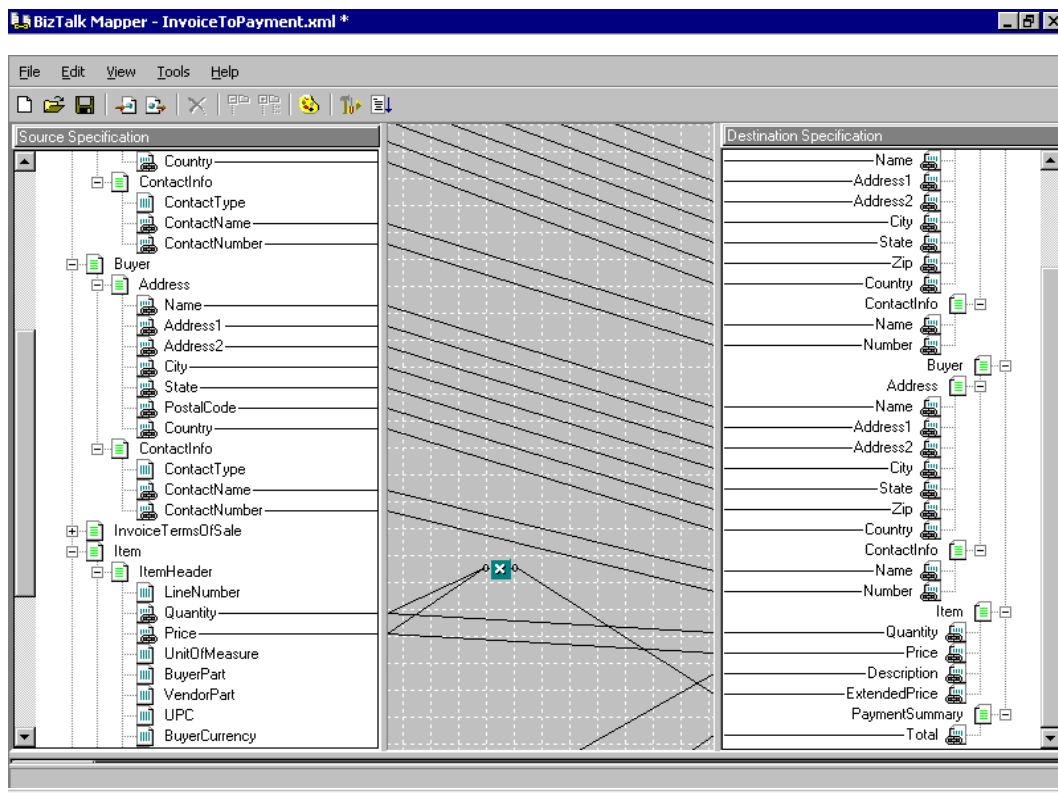 BizTalk Mapper - InvoiceToPayment.xml *
File Edit View Tools Help
Source Specification
Country
ContactInfo
ContactType
ContactName
ContactNumber
Buyer
Address
Name
Address1
Address2
City
State
PostalCode
Country
ContactInfo
ContactType
ContactName
ContactNumber
InvoiceTermsOfSale
Item
ItemHeader
LineNumber
Quantity
Price
UnitOfMeasure
BuyerPart
VendorPart
UPC
BuyerCurrency
Destination Specification
Name
Address1
Address2
City
State
Zip
Country
ContactInfo
Name
Number
Buyer
Address
Name
Address1
Address2
City
State
Zip
Country
ContactInfo
Name
Number
Item
Quantity
Price
Description
ExtendedPrice
PaymentSummary
Total